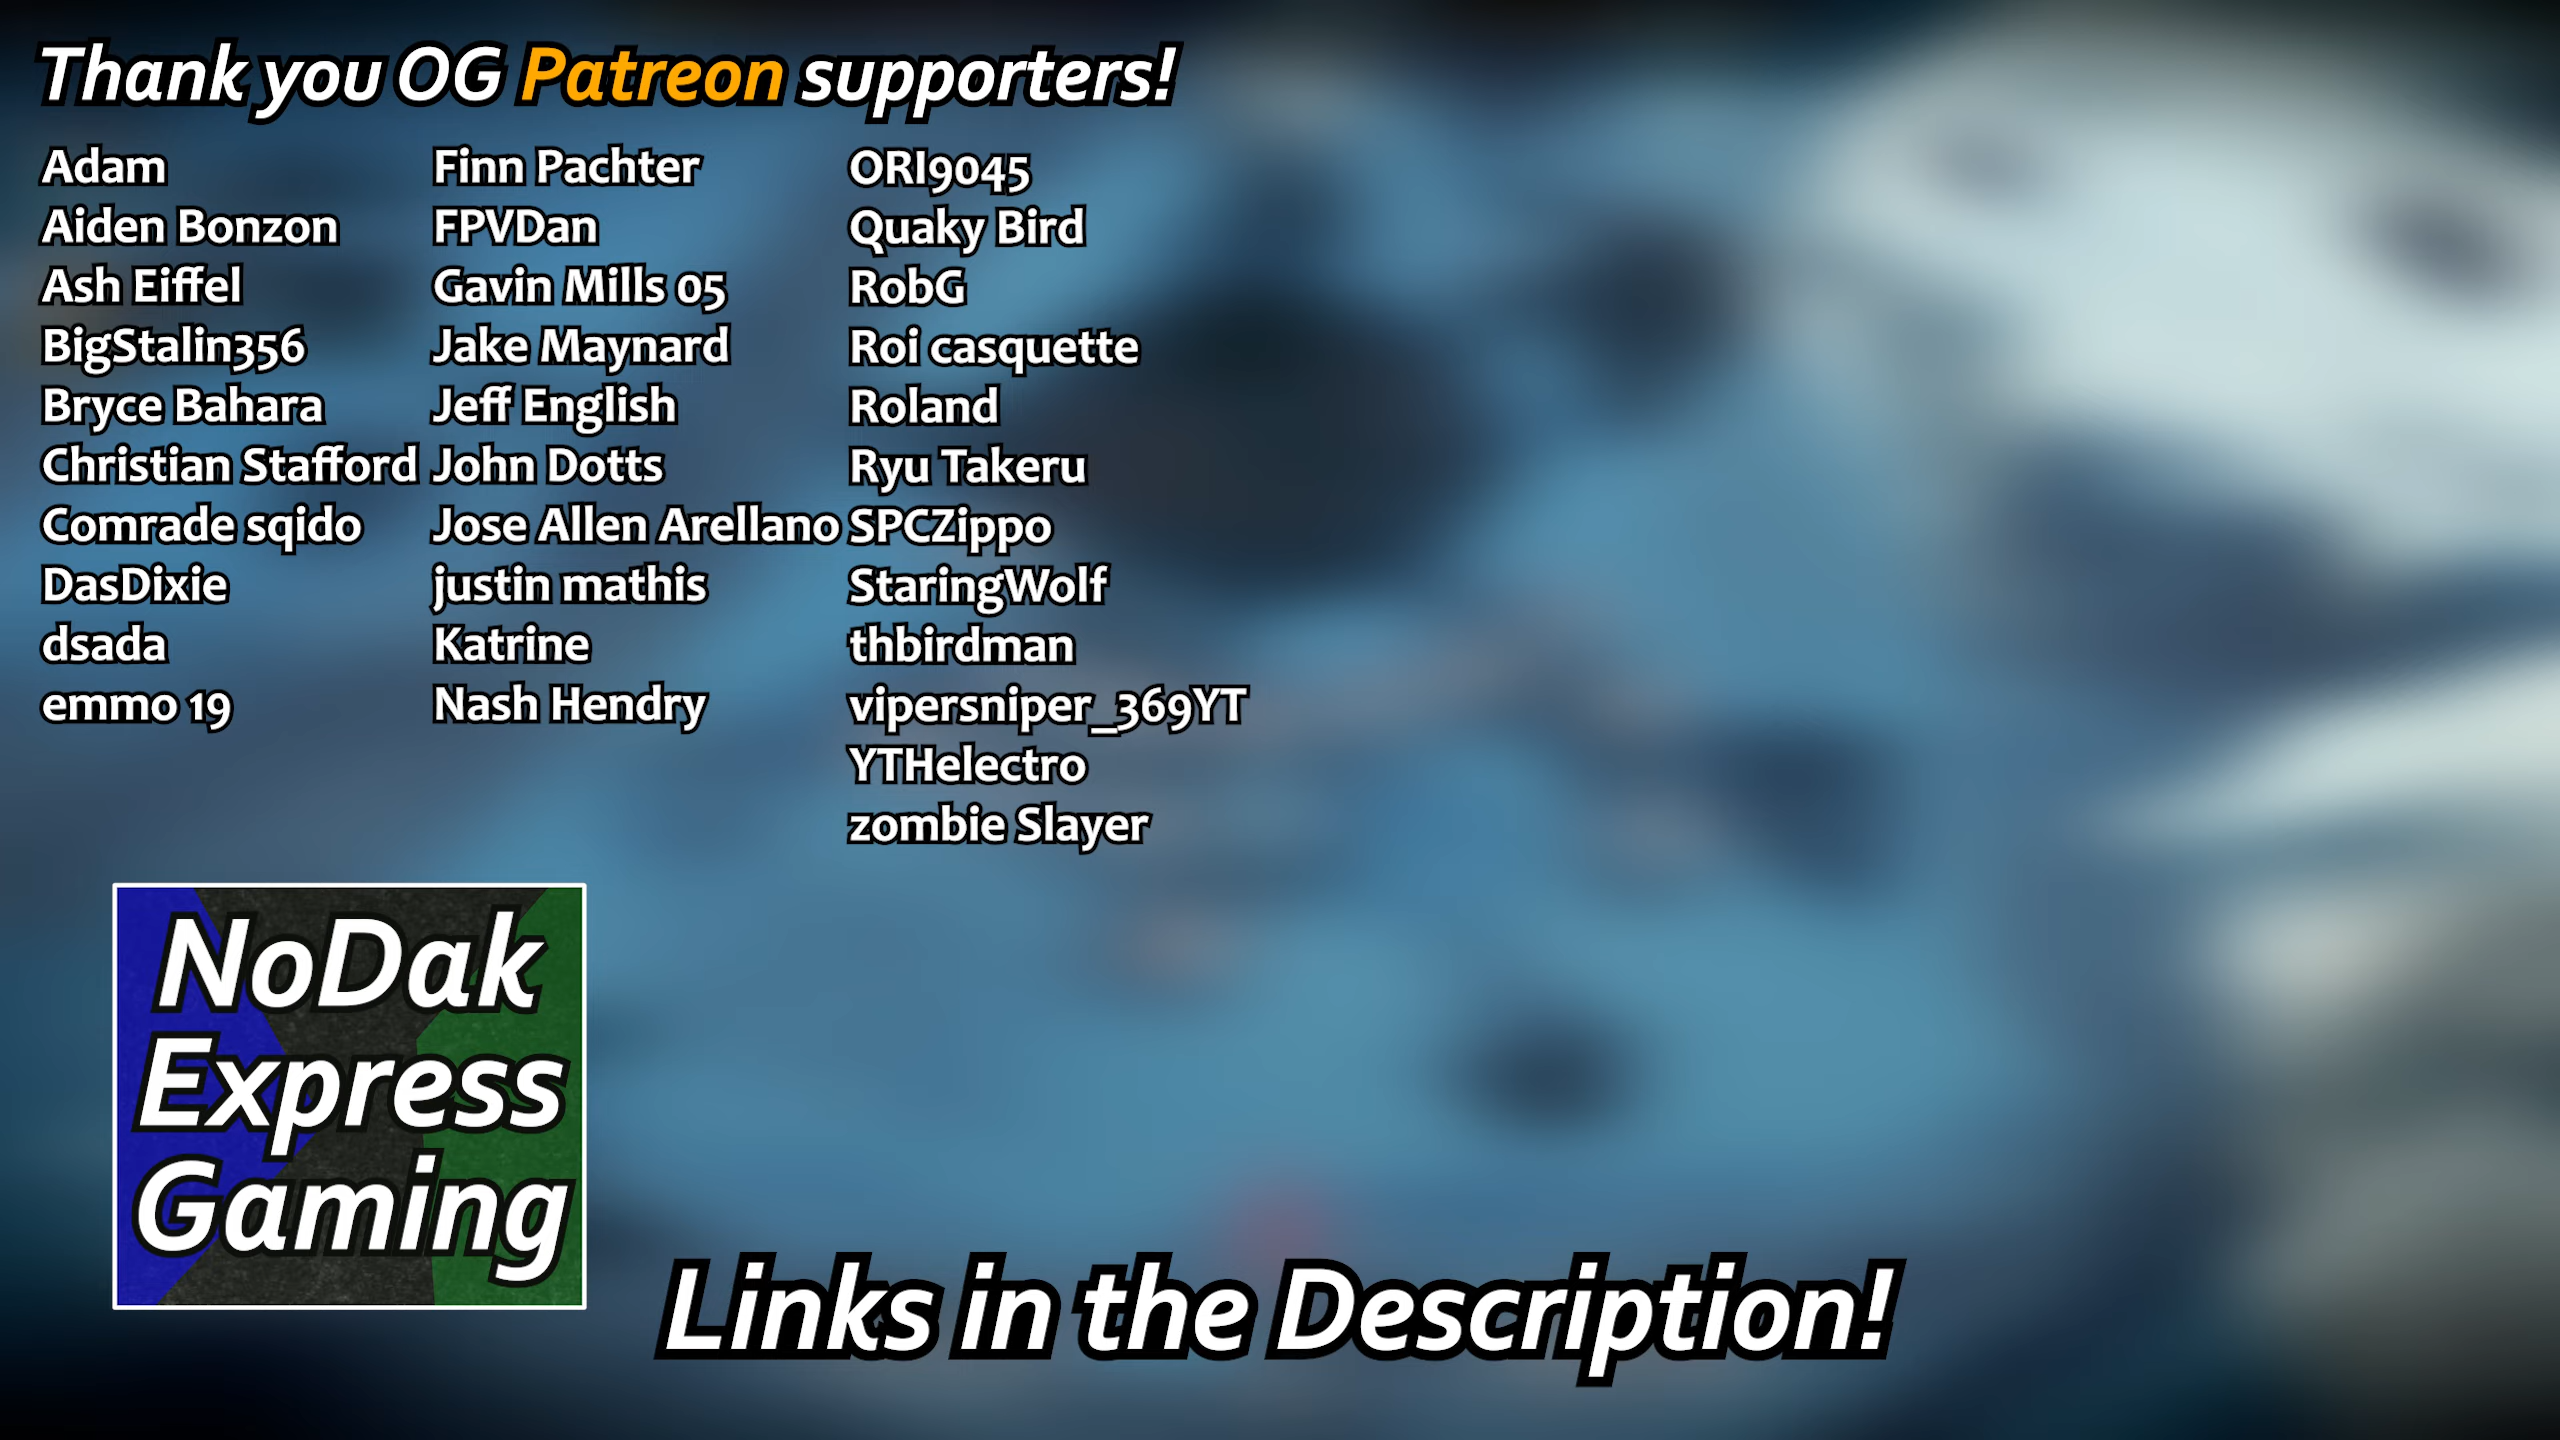 Thank you OG Patreon supporters!
Adam
Aiden Bonzon
Ash Eiffel
BigStalin356
Bryce Bahara
Christian Stafford
Comrade sqido
DasDixie
dsada
emmo 19
Finn Pachter
FPVDan
Gavin Mills 05
Jake Maynard
Jeff English
John Dotts
Jose Allen Arellano
justin mathis
Katrine
Nash Hendry
ORI9045
Quaky Bird
RobG
Roi casquette
Roland
Ryu Takeru
SPCZippo
StaringWolf
thbirdman
vipersniper_369YT
YTHelectro
zombie Slayer
NoDak
Express
Gaming
Links in the Description!